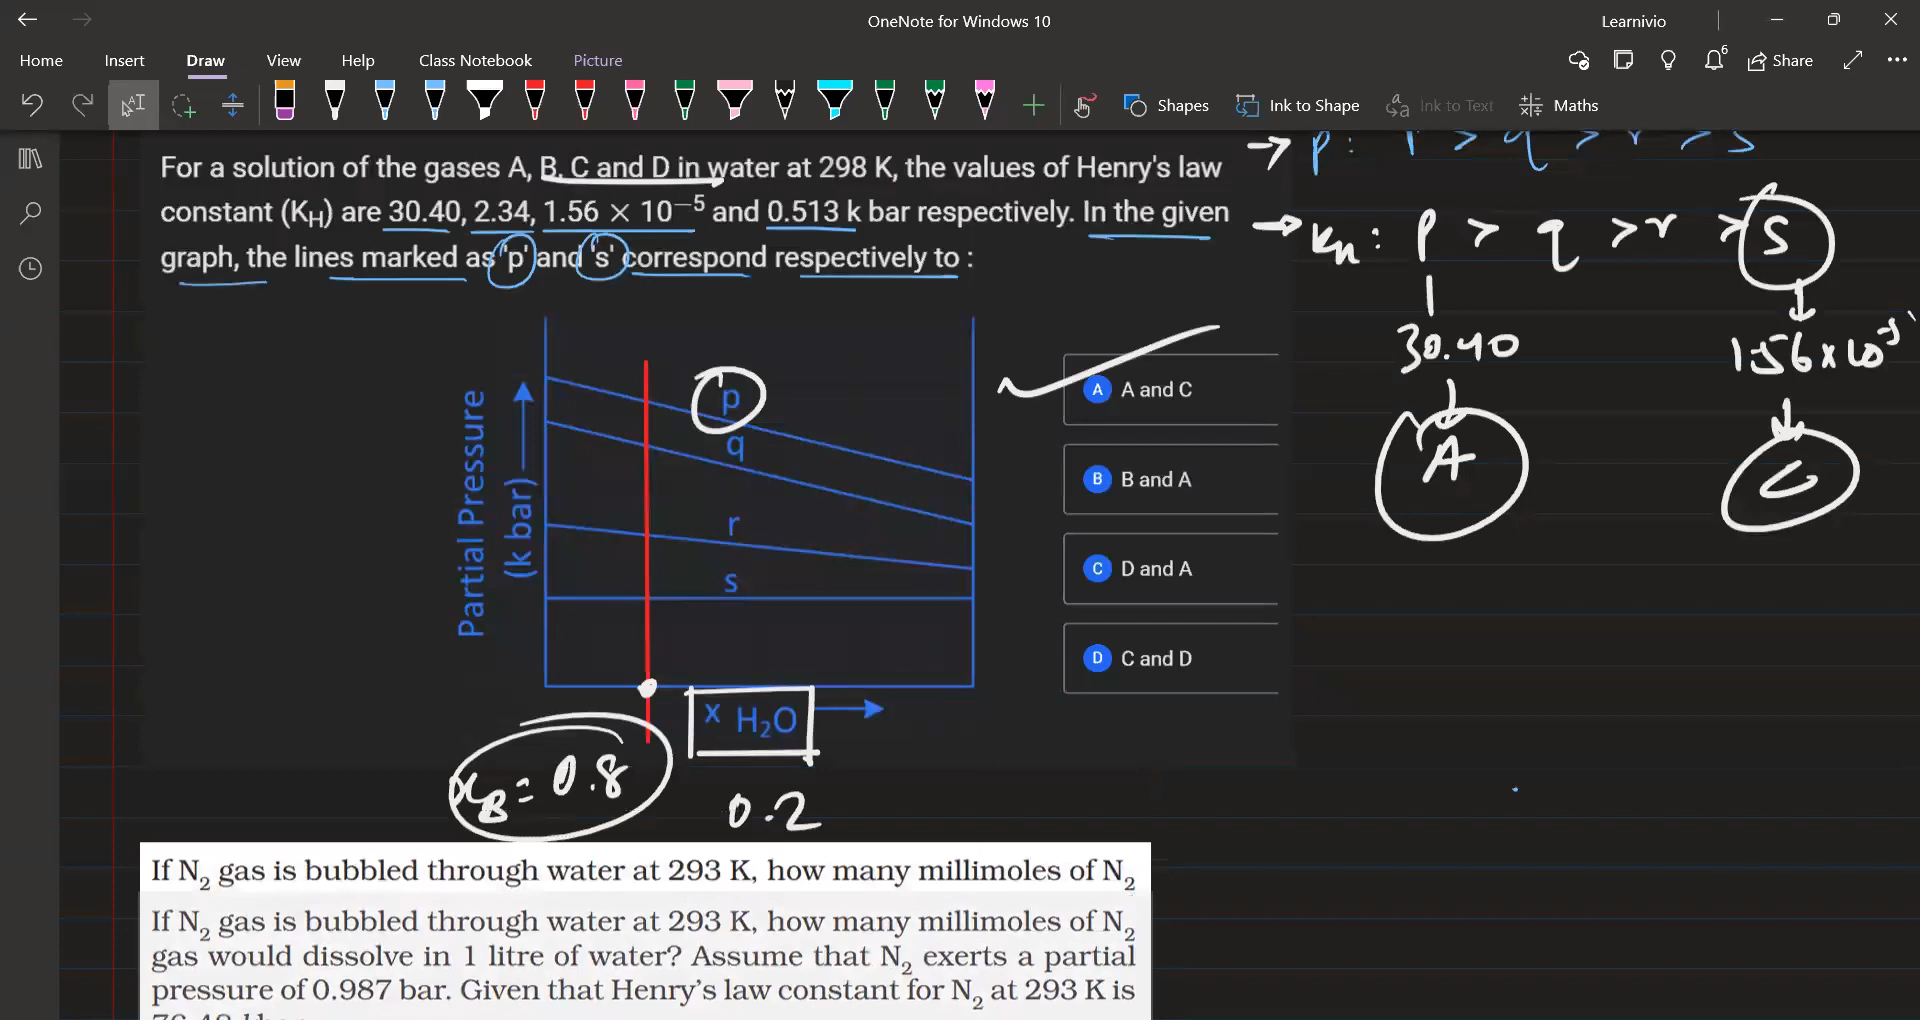 OneNote for Windows 10
Learnivio
Home Insert Draw View Help Class Notebook Picture
6
Share
Shapes Ink to Shape Ink to Text Maths
p: r > q > r > s
For a solution of the gases A, B, C and D in water at 298 K, the values of Henry's law
constant (K_H) are 30.40, 2.34, 1.56 × 10⁻⁵ and 0.513 k bar respectively. In the given
graph, the lines marked as 'p' and 's' correspond respectively to :
K_H : p > q > r > s
30.40
1.56 × 10⁻⁵
A
C
Partial Pressure
(k bar)
p
q
r
s
x H₂O
A A and C
B B and A
C D and A
D C and D
x_B = 0.8
0.2
If N₂ gas is bubbled through water at 293 K, how many millimoles of N₂
If N₂ gas is bubbled through water at 293 K, how many millimoles of N₂
gas would dissolve in 1 litre of water? Assume that N₂ exerts a partial
pressure of 0.987 bar. Given that Henry’s law constant for N₂ at 293 K is